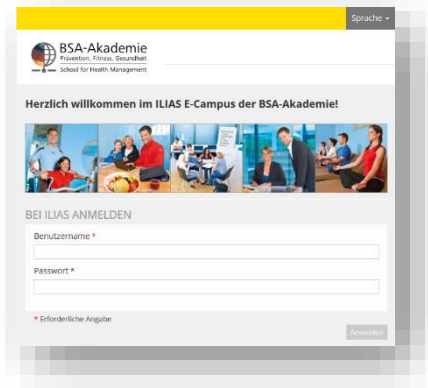 Sprache
BSA-Akademie
Prävention, Fitness, Gesundheit
School for Health Management
Herzlich willkommen im ILIAS E-Campus der BSA-Akademie!
BEI ILIAS ANMELDEN
Benutzername *
Passwort *
* Erforderliche Angabe
Anmelden